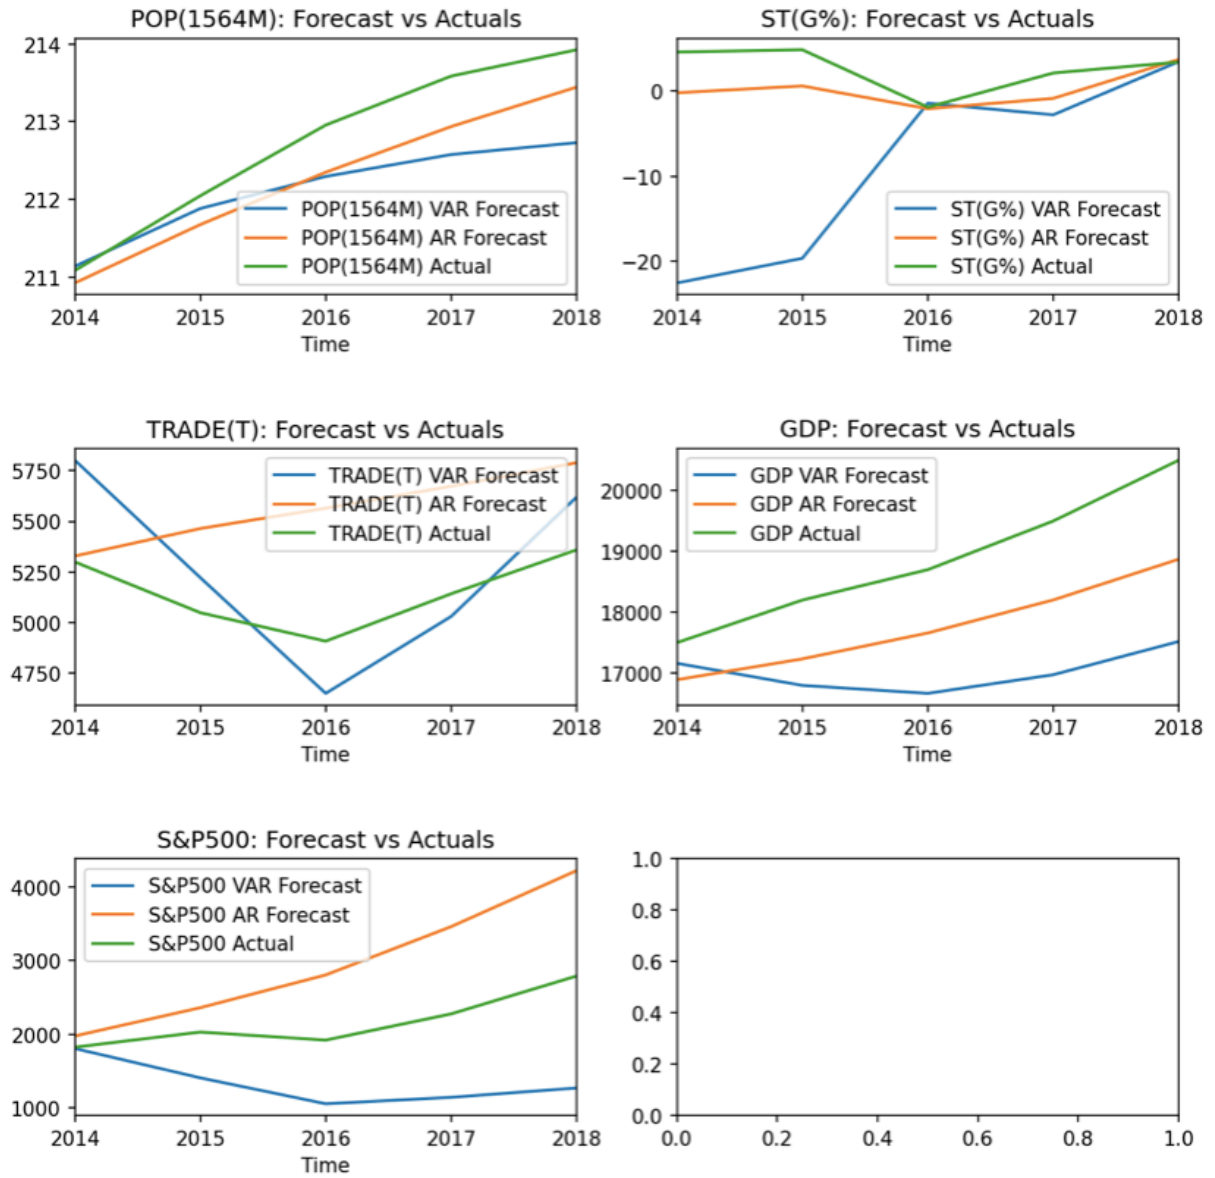 POP(1564M): Forecast vs Actuals
214
213
212
211
POP(1564M) VAR Forecast
POP(1564M) AR Forecast
POP(1564M) Actual
2014 2015 2016 2017 2018
Time
ST(G%): Forecast vs Actuals
0
−10
−20
ST(G%) VAR Forecast
ST(G%) AR Forecast
ST(G%) Actual
2014 2015 2016 2017 2018
Time
TRADE(T): Forecast vs Actuals
5750
5500
5250
5000
4750
TRADE(T) VAR Forecast
TRADE(T) AR Forecast
TRADE(T) Actual
2014 2015 2016 2017 2018
Time
GDP: Forecast vs Actuals
20000
19000
18000
17000
GDP VAR Forecast
GDP AR Forecast
GDP Actual
2014 2015 2016 2017 2018
Time
S&P500: Forecast vs Actuals
4000
3000
2000
1000
S&P500 VAR Forecast
S&P500 AR Forecast
S&P500 Actual
2014 2015 2016 2017 2018
Time
1.0
0.8
0.6
0.4
0.2
0.0
0.0 0.2 0.4 0.6 0.8 1.0